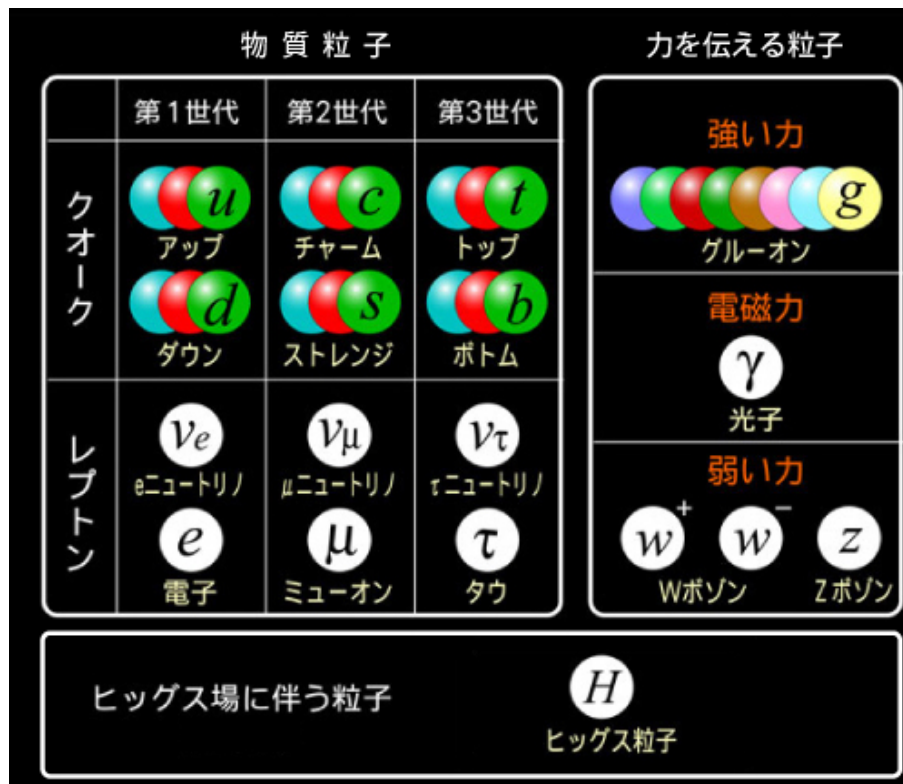 物質粒子
力を伝える粒子
第1世代 第2世代 第3世代
クオーク
u c t
アップ チャーム トップ
d s b
ダウン ストレンジ ボトム
レプトン
νe νμ ντ
eニュートリノ μニュートリノ τニュートリノ
e μ τ
電子 ミューオン タウ
強い力
g
グルーオン
電磁力
γ
光子
弱い力
W+ W− Z
Wボゾン Zボゾン
ヒッグス場に伴う粒子
H
ヒッグス粒子